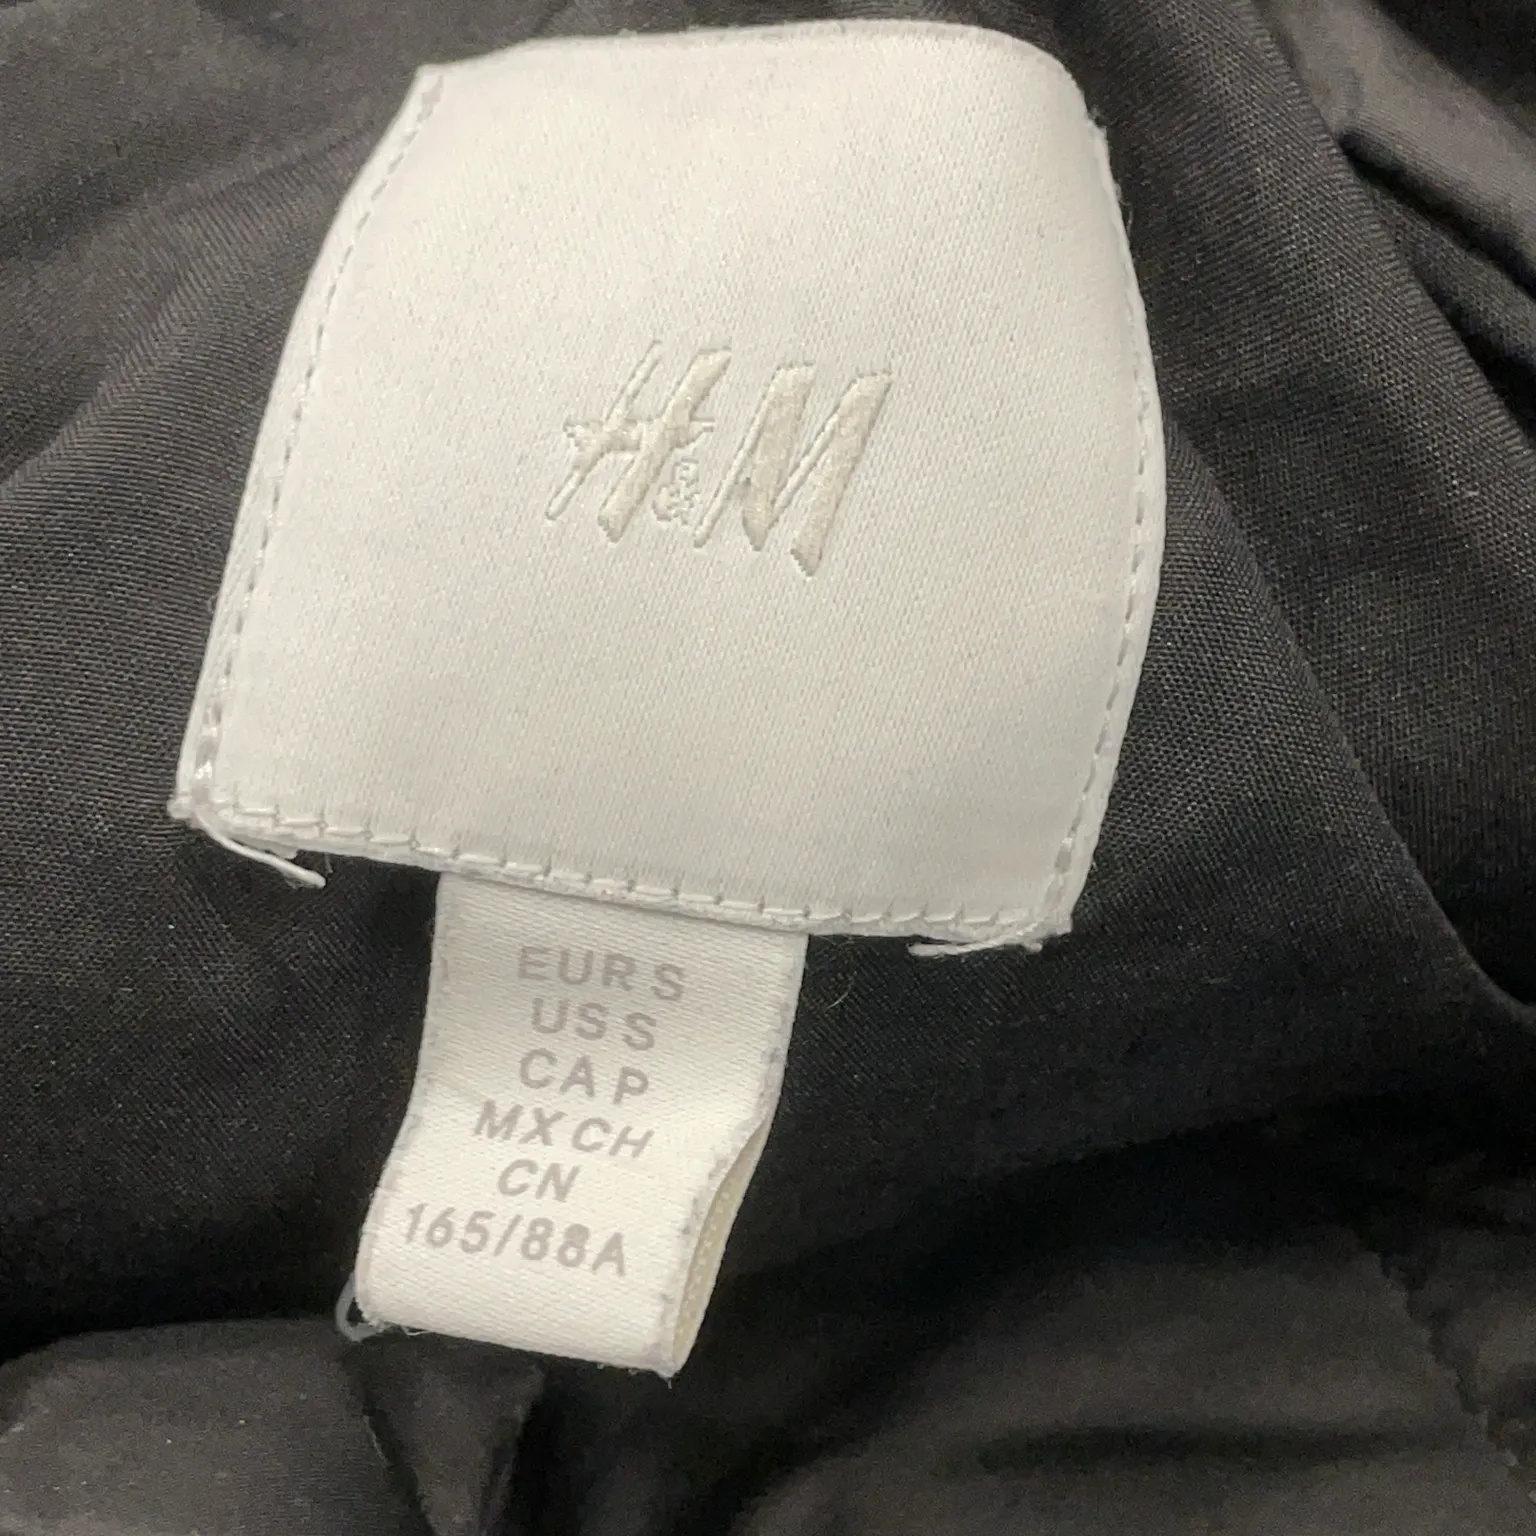 H&M
EUR S
US S
CA P
MX CH
CN
165/88A